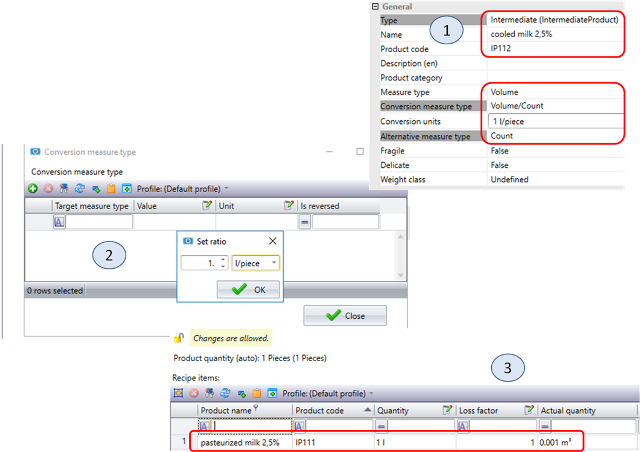 General
Type Intermediate (IntermediateProduct)
Name cooled milk 2,5%
Product code IP112
Description (en)
Product category
Measure type Volume
Conversion measure type Volume/Count
Conversion units 1 l/piece
Alternative measure type Count
Fragile False
Delicate False
Weight class Undefined
1
Conversion measure type
Conversion measure type
Profile: (Default profile)
Target measure type Value Unit Is reversed
2
Set ratio
1. l/piece
OK
0 rows selected
Close
Changes are allowed.
Product quantity (auto): 1 Pieces (1 Pieces)
3
Recipe items:
Profile: (Default profile)
Product name Product code Quantity Loss factor Actual quantity
1 pasteurized milk 2,5% IP111 1 l 1 0.001 m³